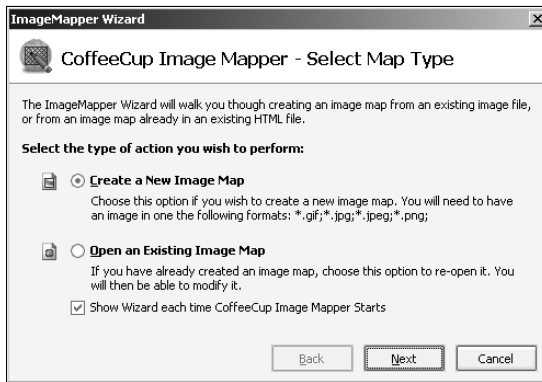 ImageMapper Wizard
CoffeeCup Image Mapper - Select Map Type
The ImageMapper Wizard will walk you though creating an image map from an existing image file,
or from an image map already in an existing HTML file.
Select the type of action you wish to perform:
Create a New Image Map
Choose this option if you wish to create a new image map. You will need to have
an image in one the following formats: *.gif;*.jpg;*.jpeg;*.png;
Open an Existing Image Map
If you have already created an image map, choose this option to re-open it. You
will then be able to modify it.
Show Wizard each time CoffeeCup Image Mapper Starts
Back Next Cancel